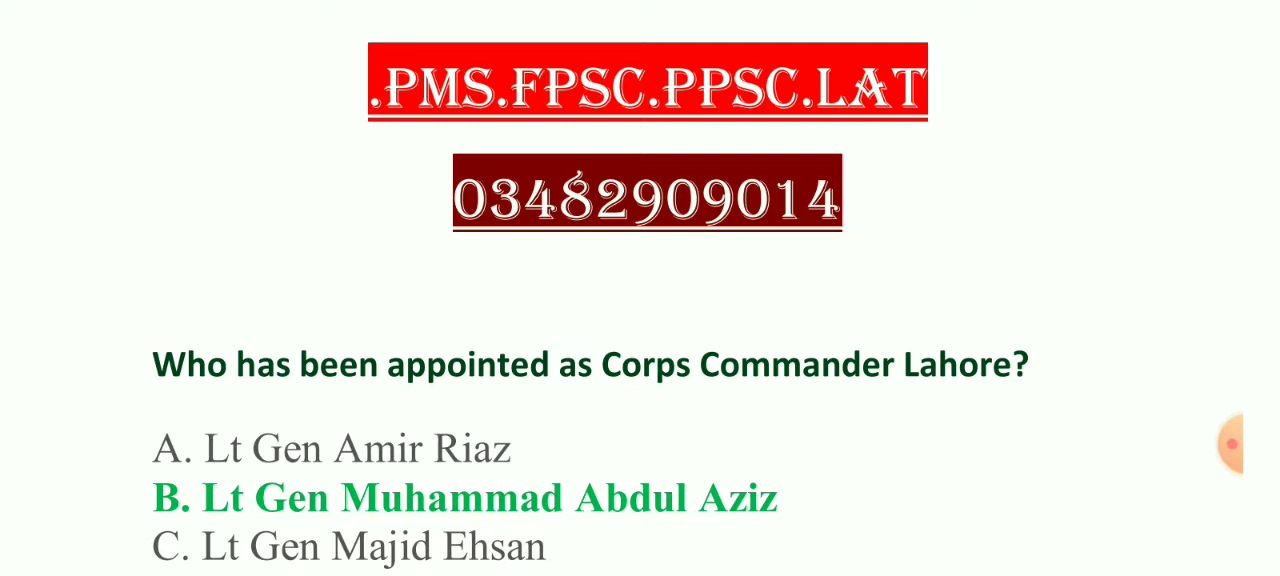 .PMS.FPSC.PPSC.LAT
03482909014
Who has been appointed as Corps Commander Lahore?
A. Lt Gen Amir Riaz
B. Lt Gen Muhammad Abdul Aziz
C. Lt Gen Majid Ehsan